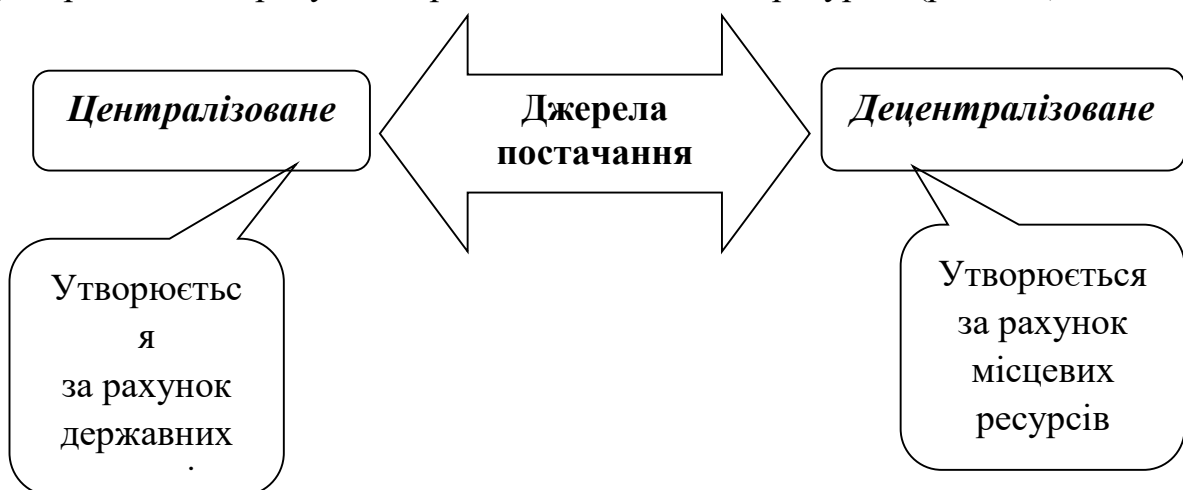 Централізоване
Джерела
постачання
Децентралізоване
Утворюєтьс
я
за рахунок
державних
Утворюється
за рахунок
місцевих
ресурсів